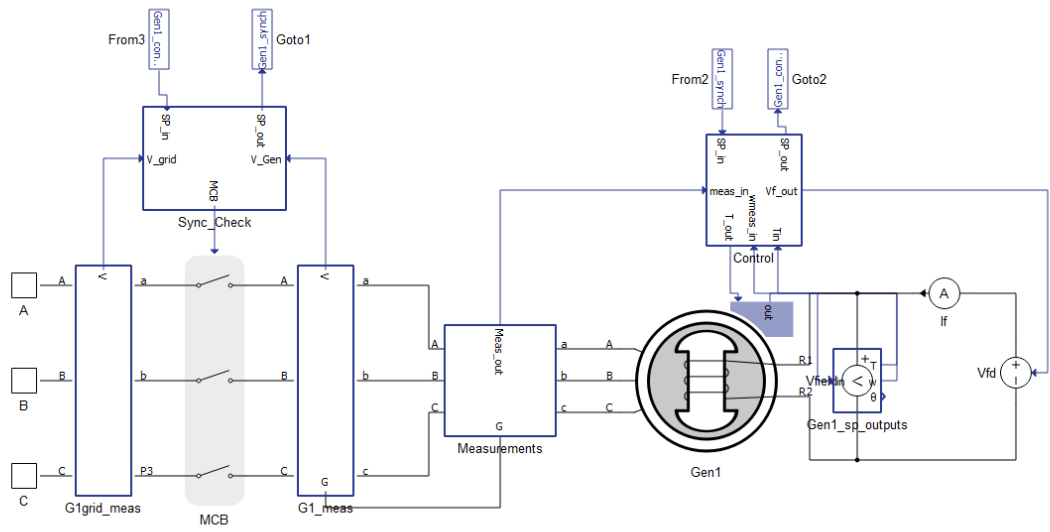 From3
Gen1_con..
Gen1_synch
Goto1
SP_in
SP_out
V_grid
V_Gen
MCB
Sync_Check
From2
Gen1_synch
Gen1_con..
Goto2
SP_in
SP_out
meas_in
Vf_out
T_out
wmeas_in
Tin
Control
A
B
C
A
B
C
V
a
b
P3
G1grid_meas
MCB
A
B
C
V
G
a
b
c
G1_meas
A
B
C
Meas_out
G
a
b
c
Measurements
A
B
C
out
R1
R2
Gen1
+
T
w
θ
V
Gen1_sp_outputs
A
If
Vfd
+
−